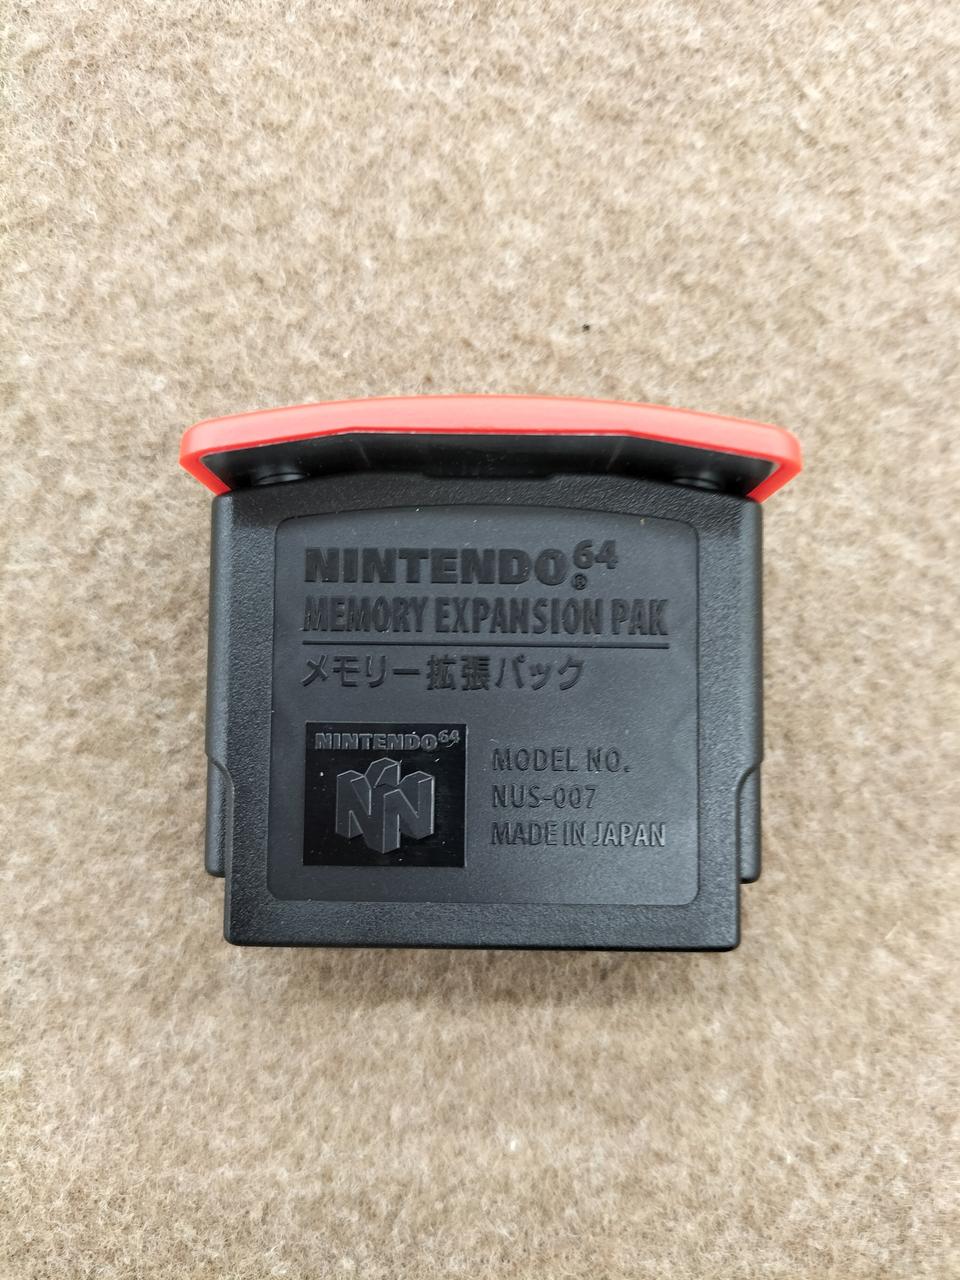 NINTENDO64®
MEMORY EXPANSION PAK
メモリー拡張パック
NINTENDO64
MODEL NO.
NUS-007
MADE IN JAPAN